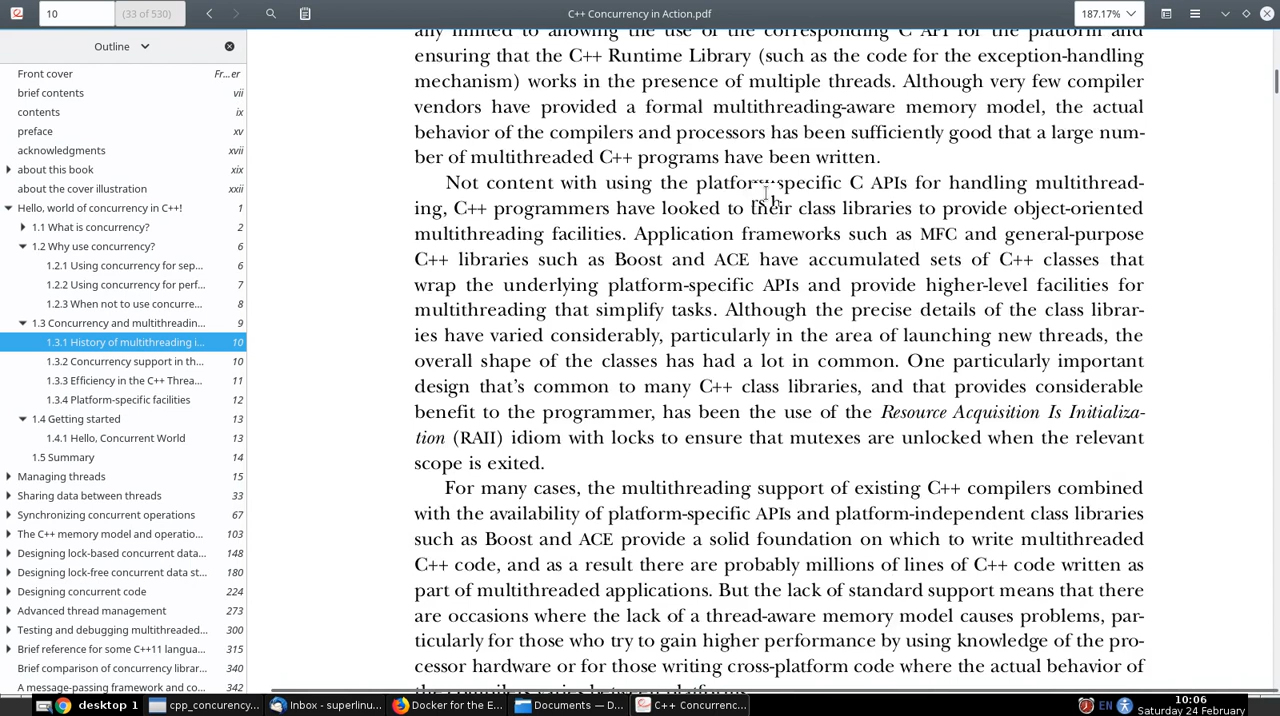 10
(33 of 530)
C++ Concurrency in Action.pdf
187.17%
Outline
Front cover Fr...er
brief contents vii
contents ix
preface xv
acknowledgments xvii
about this book xix
about the cover illustration xxii
Hello, world of concurrency in C++! 1
1.1 What is concurrency? 2
1.2 Why use concurrency? 6
1.2.1 Using concurrency for sep... 6
1.2.2 Using concurrency for perf... 7
1.2.3 When not to use concurre... 8
1.3 Concurrency and multithreadin... 9
1.3.1 History of multithreading i... 10
1.3.2 Concurrency support in th... 10
1.3.3 Efficiency in the C++ Threa... 11
1.3.4 Platform-specific facilities 12
1.4 Getting started 13
1.4.1 Hello, Concurrent World 13
1.5 Summary 14
Managing threads 15
Sharing data between threads 33
Synchronizing concurrent operations 67
The C++ memory model and operatio... 103
Designing lock-based concurrent data... 148
Designing lock-free concurrent data st... 180
Designing concurrent code 224
Advanced thread management 273
Testing and debugging multithreaded... 300
Brief reference for some C++11 langua... 315
Brief comparison of concurrency librar... 340
A message-passing framework and co... 342
any limited to allowing the use of the corresponding C API for the platform and
ensuring that the C++ Runtime Library (such as the code for the exception-handling
mechanism) works in the presence of multiple threads. Although very few compiler
vendors have provided a formal multithreading-aware memory model, the actual
behavior of the compilers and processors has been sufficiently good that a large num-
ber of multithreaded C++ programs have been written.
Not content with using the platform-specific C APIs for handling multithread-
ing, C++ programmers have looked to their class libraries to provide object-oriented
multithreading facilities. Application frameworks such as MFC and general-purpose
C++ libraries such as Boost and ACE have accumulated sets of C++ classes that
wrap the underlying platform-specific APIs and provide higher-level facilities for
multithreading that simplify tasks. Although the precise details of the class librar-
ies have varied considerably, particularly in the area of launching new threads, the
overall shape of the classes has had a lot in common. One particularly important
design that's common to many C++ class libraries, and that provides considerable
benefit to the programmer, has been the use of the Resource Acquisition Is Initializa-
tion (RAII) idiom with locks to ensure that mutexes are unlocked when the relevant
scope is exited.
For many cases, the multithreading support of existing C++ compilers combined
with the availability of platform-specific APIs and platform-independent class libraries
such as Boost and ACE provide a solid foundation on which to write multithreaded
C++ code, and as a result there are probably millions of lines of C++ code written as
part of multithreaded applications. But the lack of standard support means that there
are occasions where the lack of a thread-aware memory model causes problems, par-
ticularly for those who try to gain higher performance by using knowledge of the pro-
cessor hardware or for those writing cross-platform code where the actual behavior of
the compilers varies between platforms.
desktop 1
cpp_concurrency...
Inbox - superlinu...
Docker for the E...
Documents — D...
C++ Concurrenc...
EN
10:06
Saturday 24 February